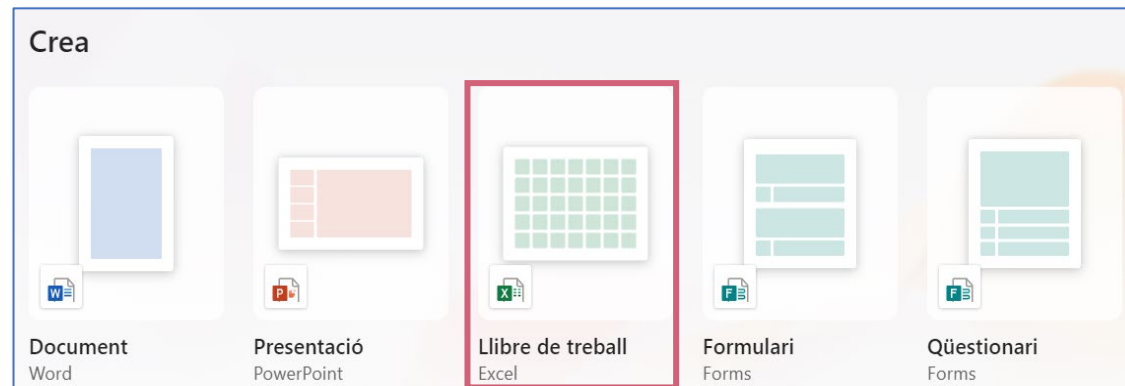 Crea
Document
Word
Presentació
PowerPoint
Llibre de treball
Excel
Formulari
Forms
Qüestionari
Forms